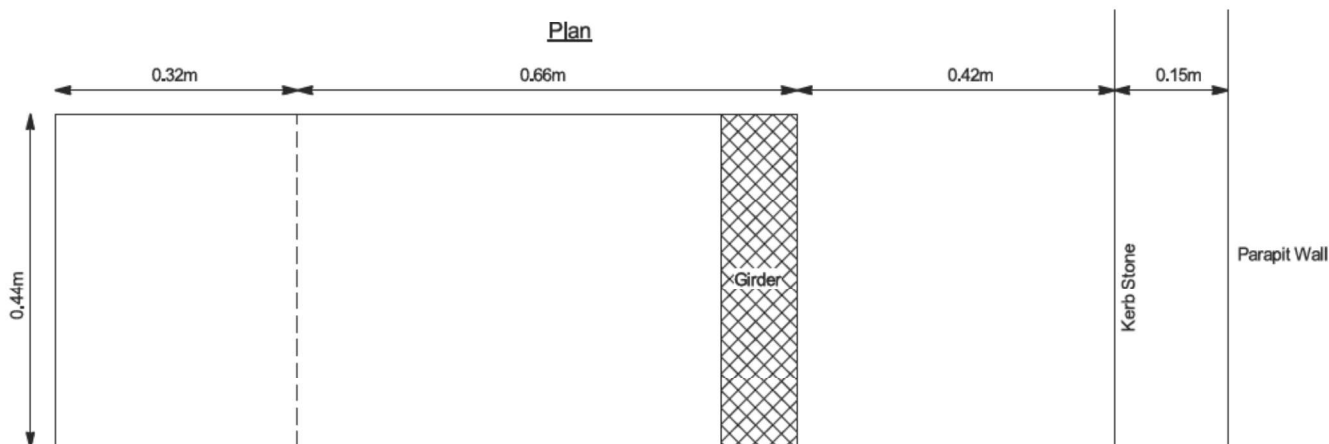 Plan
0.32m
0.66m
0.42m
0.15m
0.44m
Girder
Kerb Stone
Parapit Wall